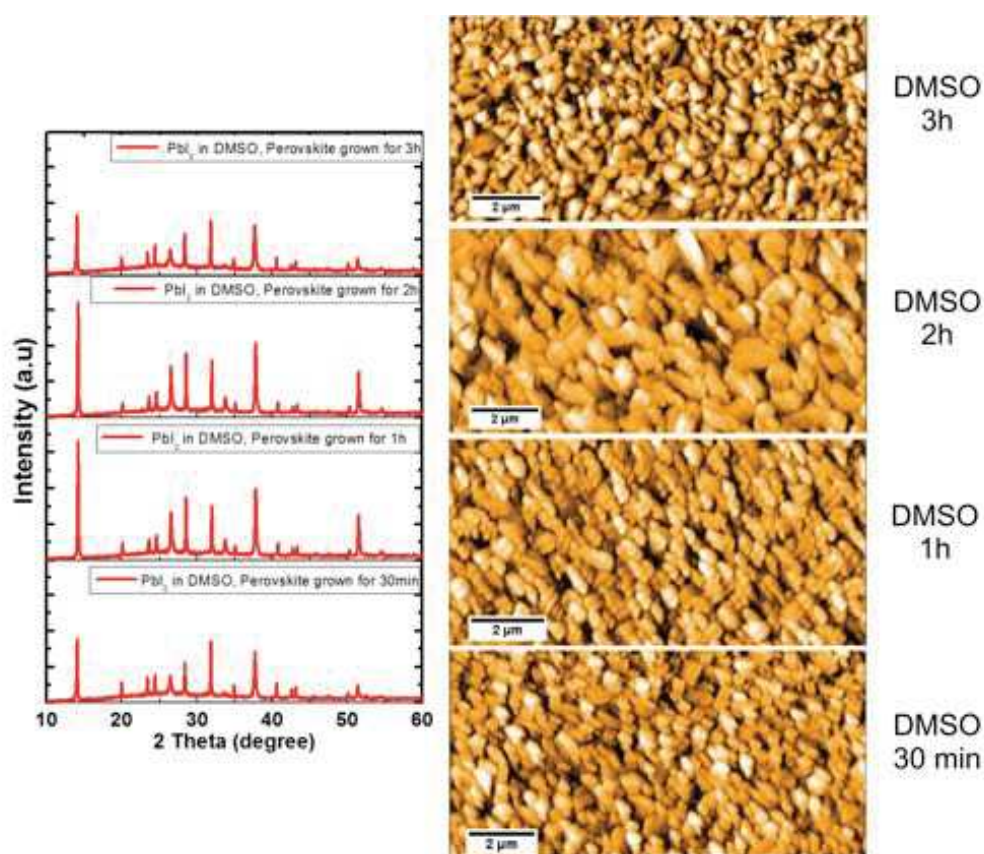 PbI₂ in DMSO, Perovskite grown for 3h
PbI₂ in DMSO, Perovskite grown for 2h
PbI₂ in DMSO, Perovskite grown for 1h
PbI₂ in DMSO, Perovskite grown for 30min
Intensity (a.u)
10 20 30 40 50 60
2 Theta (degree)
2 µm
DMSO
3h
2 µm
DMSO
2h
2 µm
DMSO
1h
2 µm
DMSO
30 min